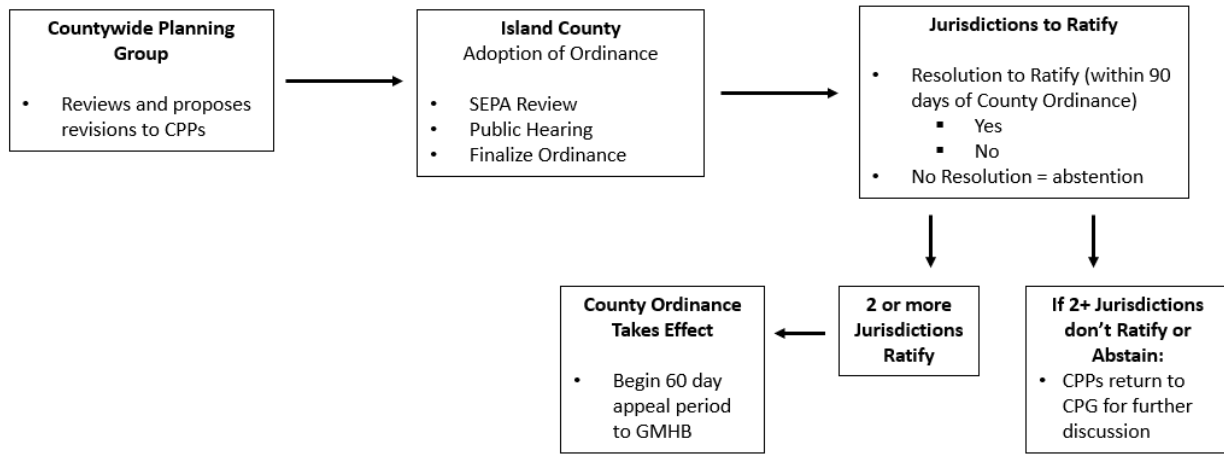 Countywide Planning
Group
• Reviews and proposes
revisions to CPPs
Island County
Adoption of Ordinance
• SEPA Review
• Public Hearing
• Finalize Ordinance
Jurisdictions to Ratify
• Resolution to Ratify (within 90
days of County Ordinance)
▪ Yes
▪ No
• No Resolution = abstention
County Ordinance
Takes Effect
• Begin 60 day
appeal period
to GMHB
2 or more
Jurisdictions
Ratify
If 2+ Jurisdictions
don’t Ratify or
Abstain:
• CPPs return to
CPG for further
discussion